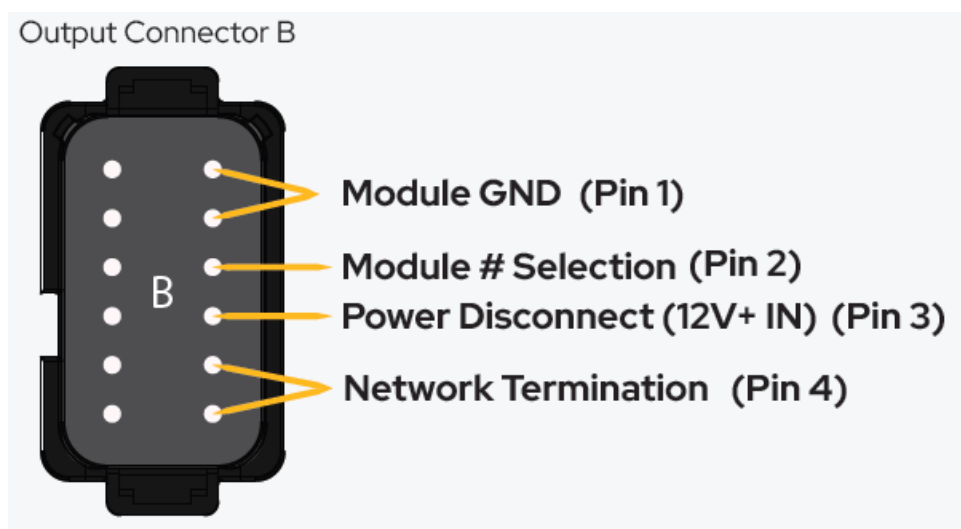 Output Connector B
Module GND (Pin 1)
Module # Selection (Pin 2)
B
Power Disconnect (12V+ IN) (Pin 3)
Network Termination (Pin 4)